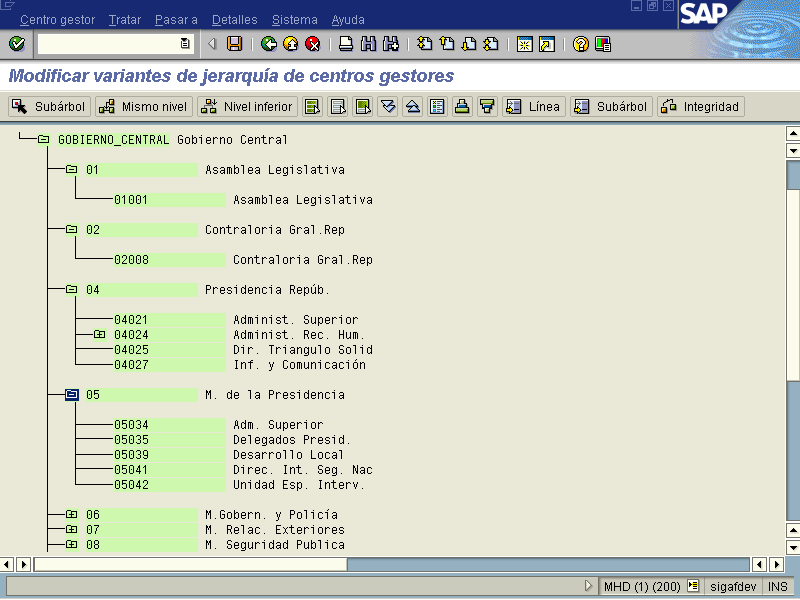 Centro gestor Tratar Pasar a Detalles Sistema Ayuda
SAP
Modificar variantes de jerarquía de centros gestores
Subárbol Mismo nivel Nivel inferior Línea Subárbol Integridad
GOBIERNO_CENTRAL Gobierno Central
01 Asamblea Legislativa
01001 Asamblea Legislativa
02 Contraloria Gral.Rep
02008 Contraloria Gral.Rep
04 Presidencia Repúb.
04021 Administ. Superior
04024 Administ. Rec. Hum.
04025 Dir. Triangulo Solid
04027 Inf. y Comunicación
05 M. de la Presidencia
05034 Adm. Superior
05035 Delegados Presid.
05039 Desarrollo Local
05041 Direc. Int. Seg. Nac
05042 Unidad Esp. Interv.
06 M.Gobern. y Policía
07 M. Relac. Exteriores
08 M. Seguridad Publica
MHD (1) (200) sigafdev INS